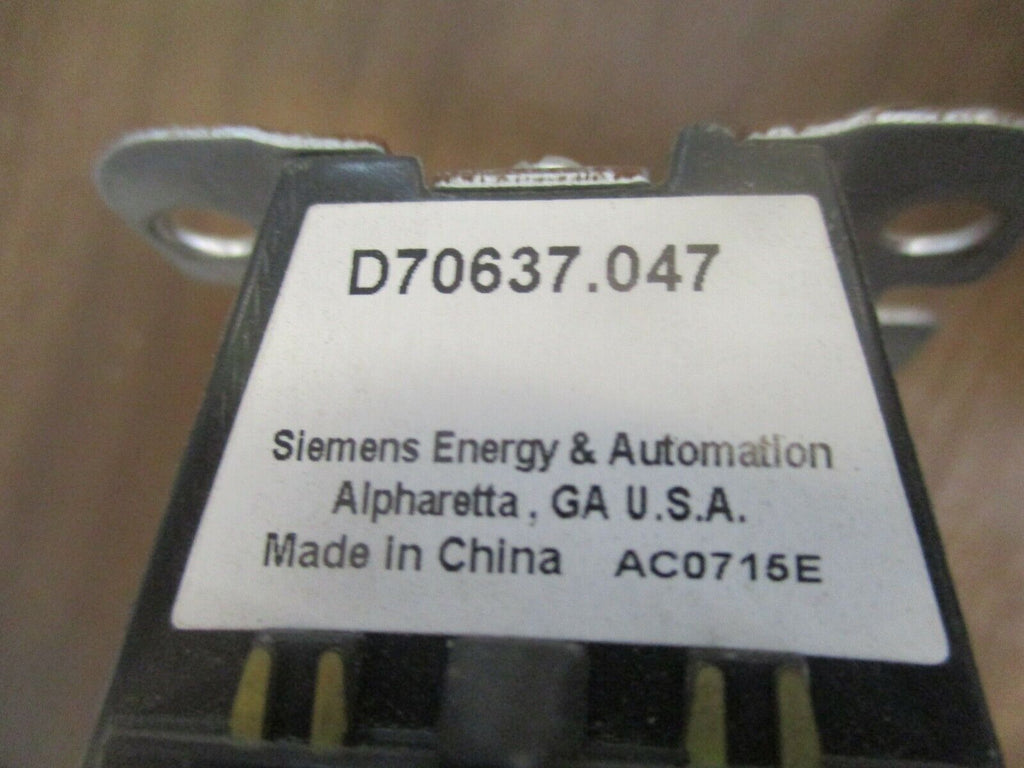 D70637.047
Siemens Energy & Automation
Alpharetta, GA U.S.A.
Made in China AC0715E